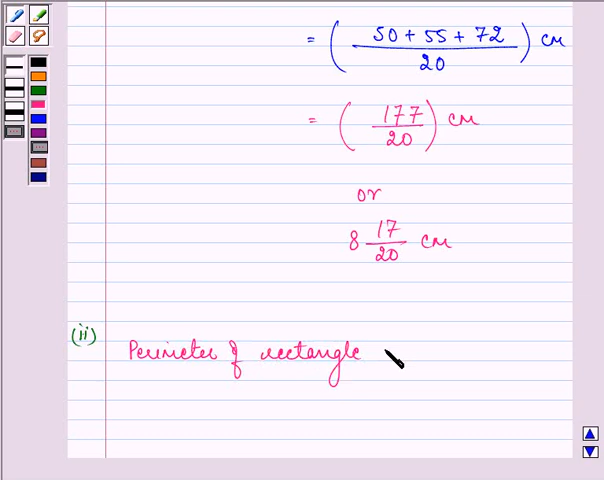 = ( 50 + 55 + 72 / 20 ) cm
= ( 177 / 20 ) cm
or
8 17/20 cm
(ii)
Perimeter of rectangle